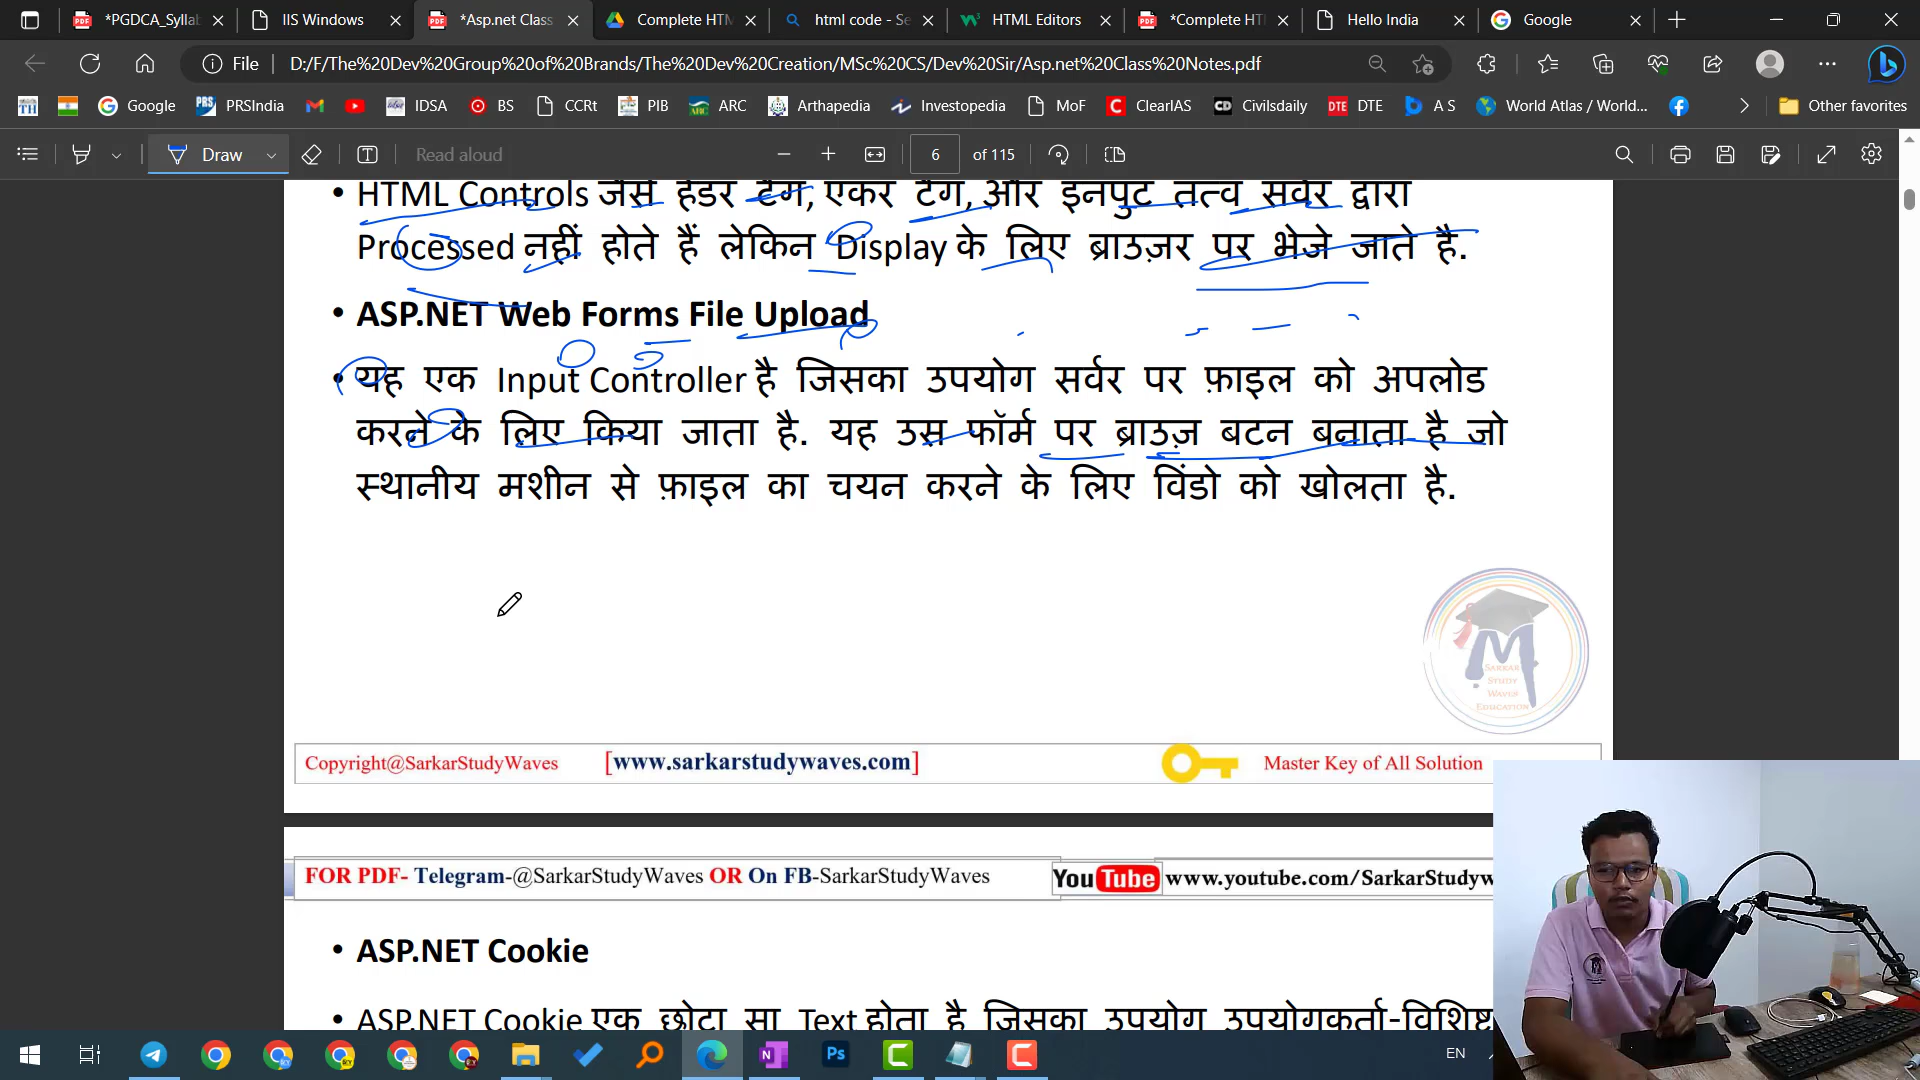 *PGDCA_Syllab
IIS Windows
*Asp.net Class
Complete HTM
html code - Se
HTML Editors
*Complete HTM
Hello India
Google
File
D:/F/The%20Dev%20Group%20of%20Brands/The%20Dev%20Creation/MSc%20CS/Dev%20Sir/Asp.net%20Class%20Notes.pdf
Google
PRSIndia
IDSA
BS
CCRt
PIB
ARC
Arthapedia
Investopedia
MoF
ClearIAS
Civilsdaily
DTE
A S
World Atlas / World...
Other favorites
Draw
Read aloud
6
of 115
• HTML Controls जैसे हेडर टैग, एंकर टैग, और इनपुट तत्व सर्वर द्वारा
Processed नहीं होते हैं लेकिन Display के लिए ब्राउज़र पर भेजे जाते है.
• ASP.NET Web Forms File Upload
• यह एक Input Controller है जिसका उपयोग सर्वर पर फ़ाइल को अपलोड
करने के लिए किया जाता है. यह उस फॉर्म पर ब्राउज़ बटन बनाता है जो
स्थानीय मशीन से फ़ाइल का चयन करने के लिए विंडो को खोलता है.
SARKAR
STUDY
WAVES
EDUCATION
Copyright@SarkarStudyWaves
[www.sarkarstudywaves.com]
Master Key of All Solution
FOR PDF- Telegram-@SarkarStudyWaves OR On FB-SarkarStudyWaves
YouTube www.youtube.com/SarkarStudyw
• ASP.NET Cookie
• ASP.NET Cookie एक छोटा सा Text होता है जिसका उपयोग उपयोगकर्ता-विशिष्ट
EN